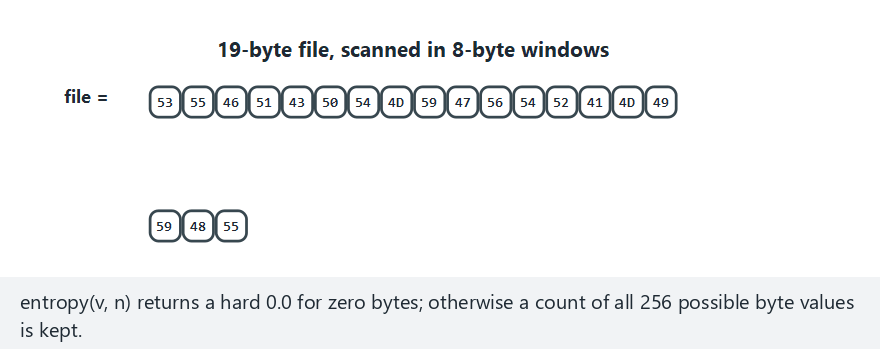 19-byte file, scanned in 8-byte windows
file = 53 55 46 51 43 50 54 4D 59 47 56 54 52 41 4D 49
59 48 55
entropy(v, n) returns a hard 0.0 for zero bytes; otherwise a count of all 256 possible byte values
is kept.